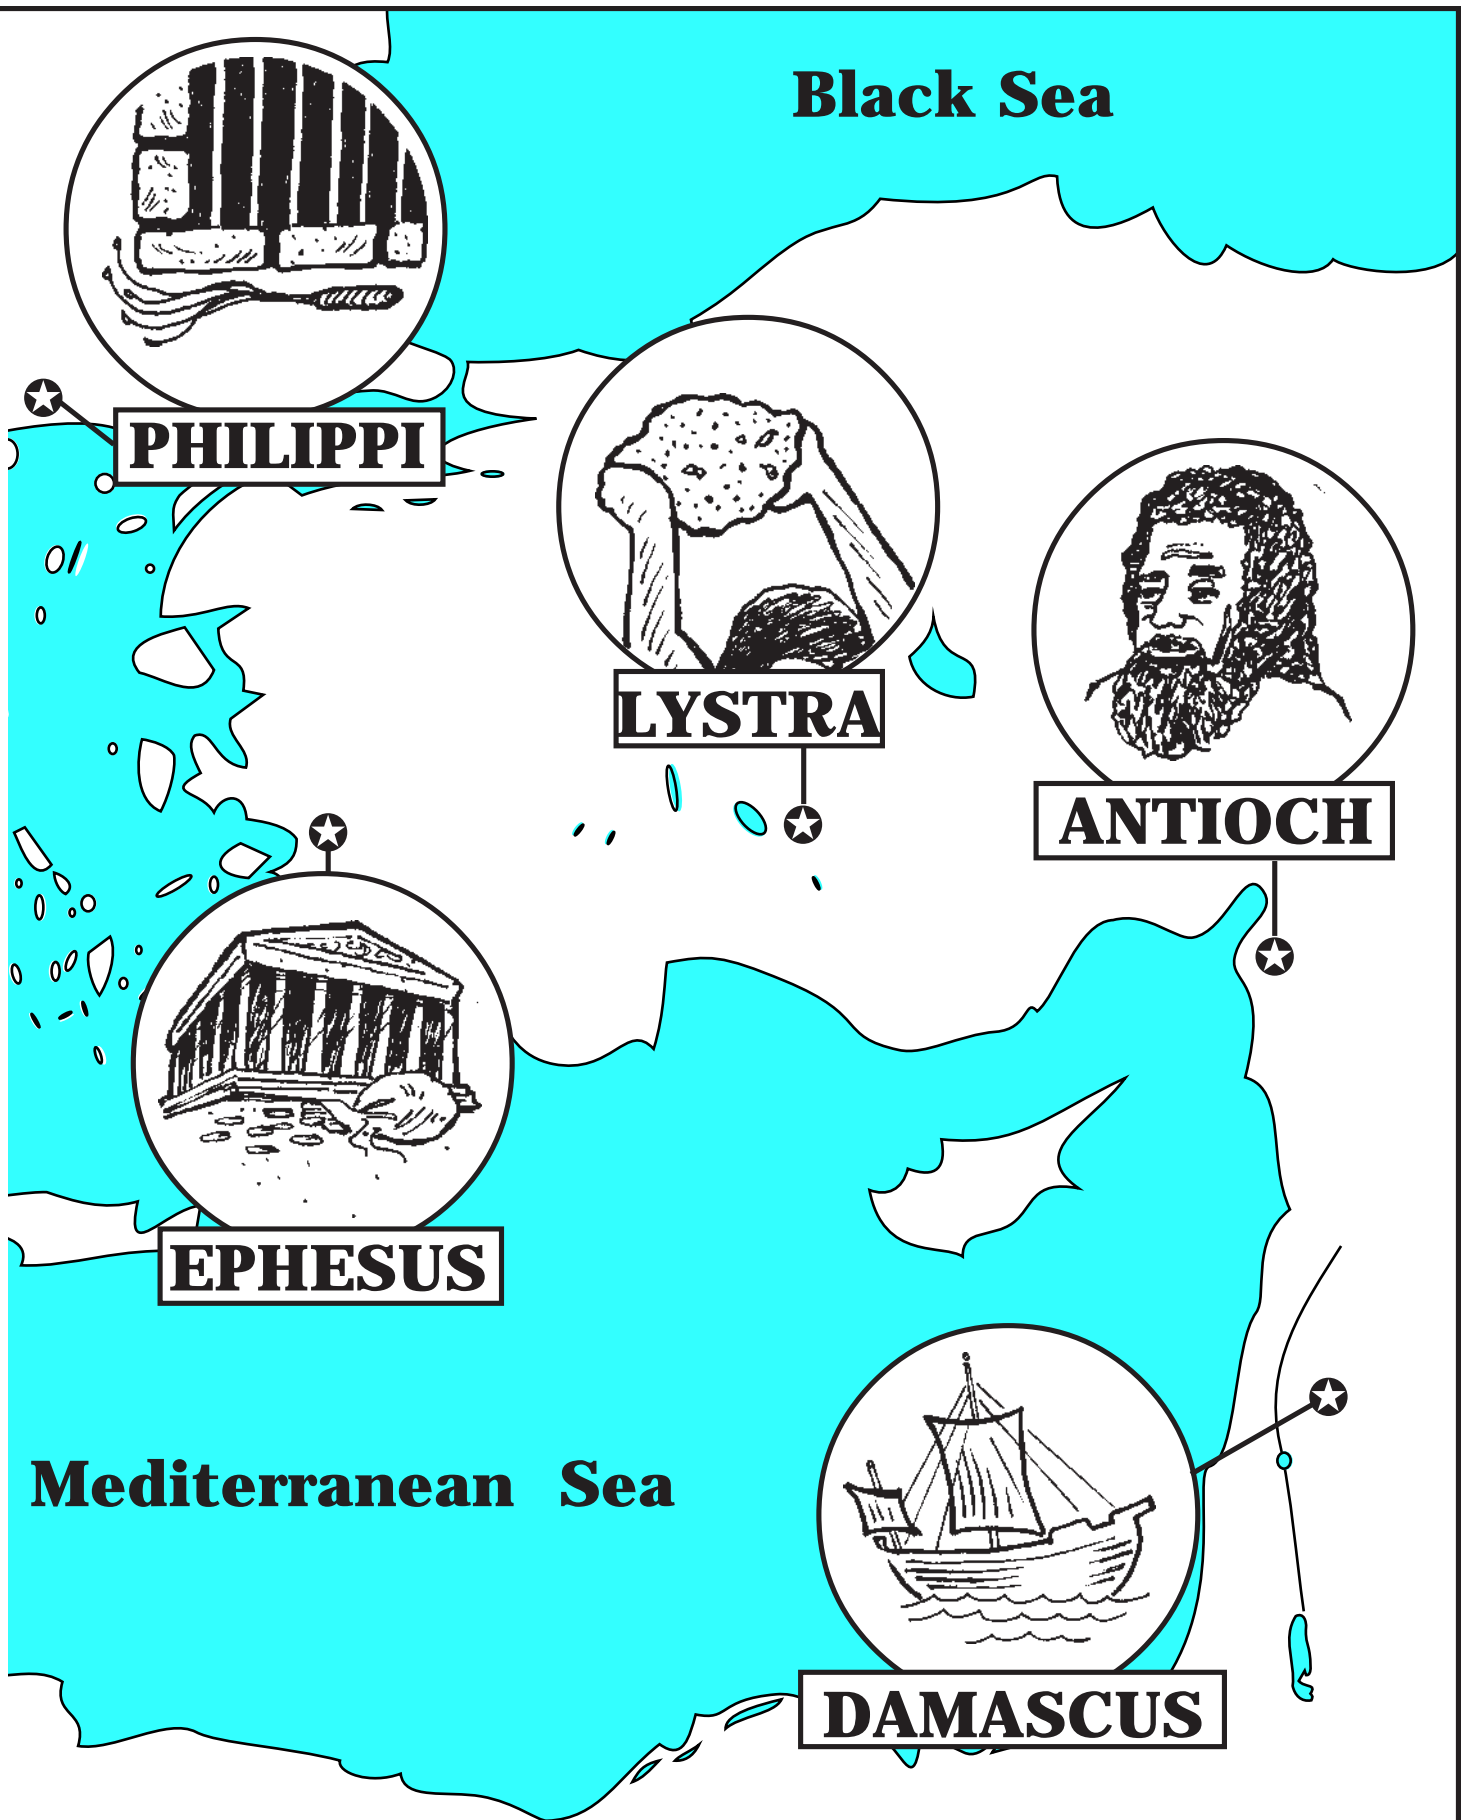 Black Sea
PHILIPPI
LYSTRA
ANTIOCH
EPHESUS
Mediterranean Sea
DAMASCUS